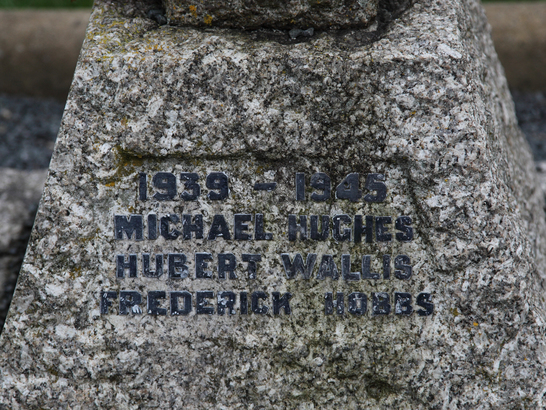 1939 - 1945
MICHAEL HUGHES
HUBERT WALLIS
FREDERICK HOBBS